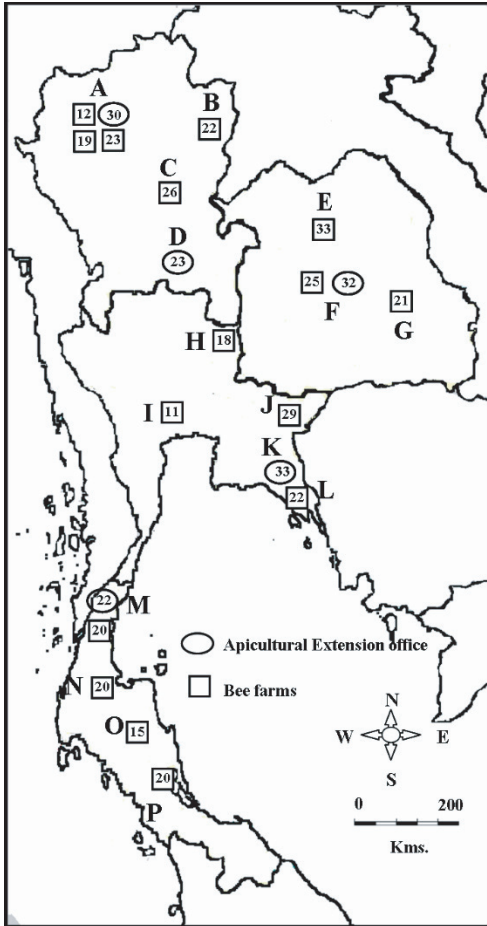 A
B
12
30
22
19
23
C
26
D
23
E
33
25
32
21
F
G
H
18
I
11
J
29
K
33
22
L
22
M
20
N
20
O
15
20
P
Apicultural Extension office
Bee farms
N
W
E
S
0
200
Kms.